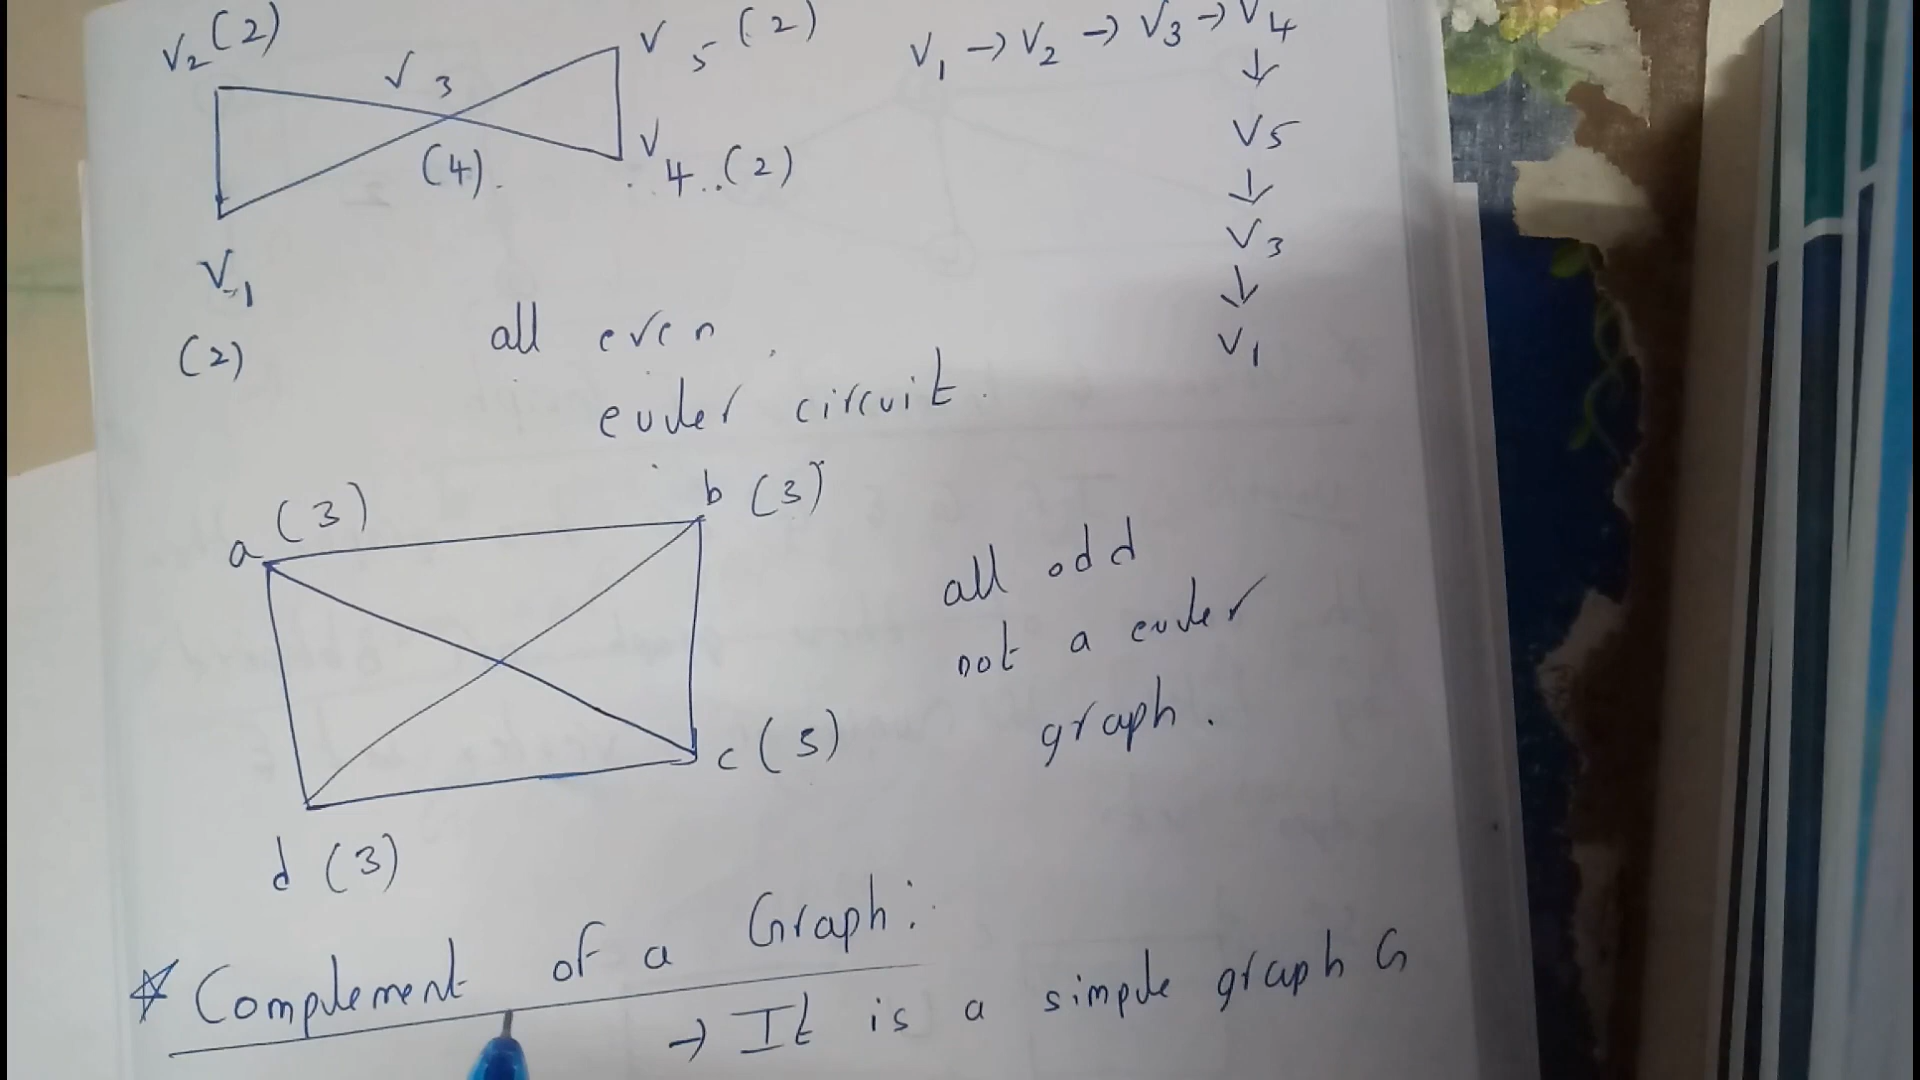 V2 (2)
V3
V5 (2)
V1 → V2 → V3 → V4
↓
V5
↓
V3
↓
V1
(4).
V4 (2)
V1
(2)
all even
euler circuit.
a (3)
b (3)
all odd
not a euler
graph.
c (3)
d (3)
* Complement of a Graph:
→ It is a simple graph G